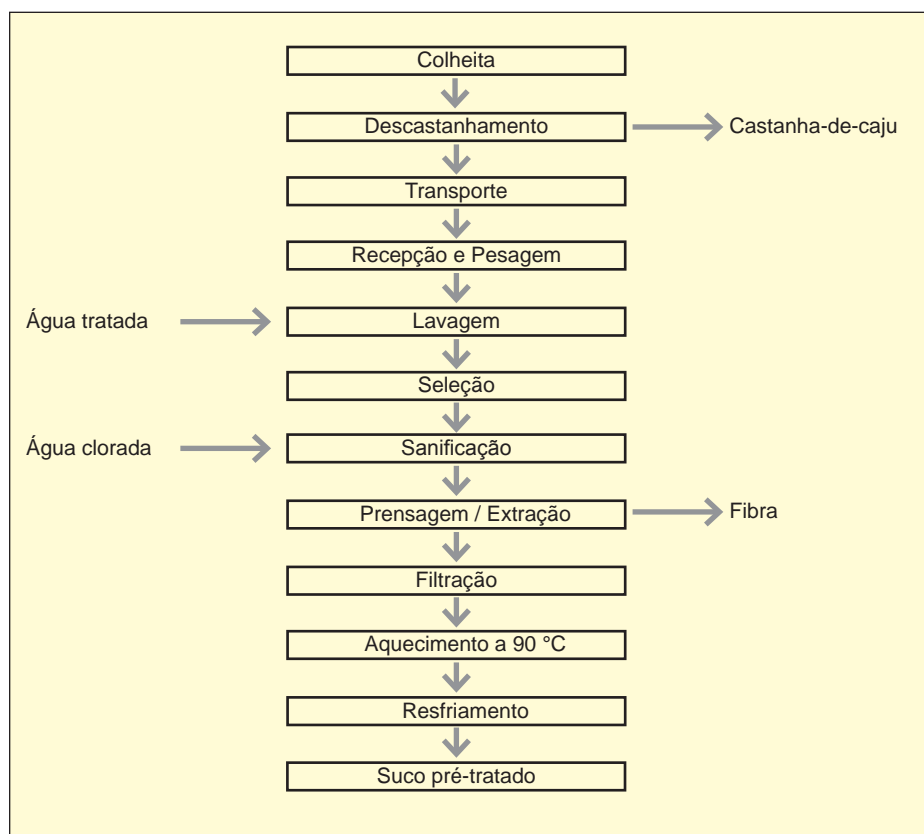 Colheita
Descastanhamento
Castanha-de-caju
Transporte
Recepção e Pesagem
Água tratada
Lavagem
Seleção
Água clorada
Sanificação
Prensagem / Extração
Fibra
Filtração
Aquecimento a 90 °C
Resfriamento
Suco pré-tratado